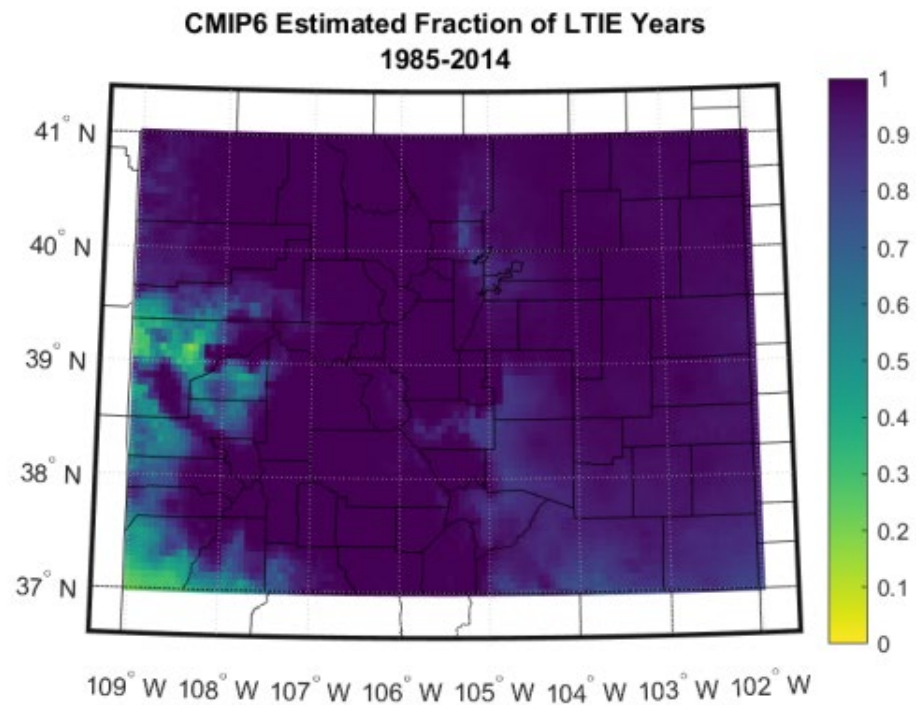 CMIP6 Estimated Fraction of LTIE Years
1985-2014
41° N
40° N
39° N
38° N
37° N
109° W 108° W 107° W 106° W 105° W 104° W 103° W 102° W
1
0.9
0.8
0.7
0.6
0.5
0.4
0.3
0.2
0.1
0